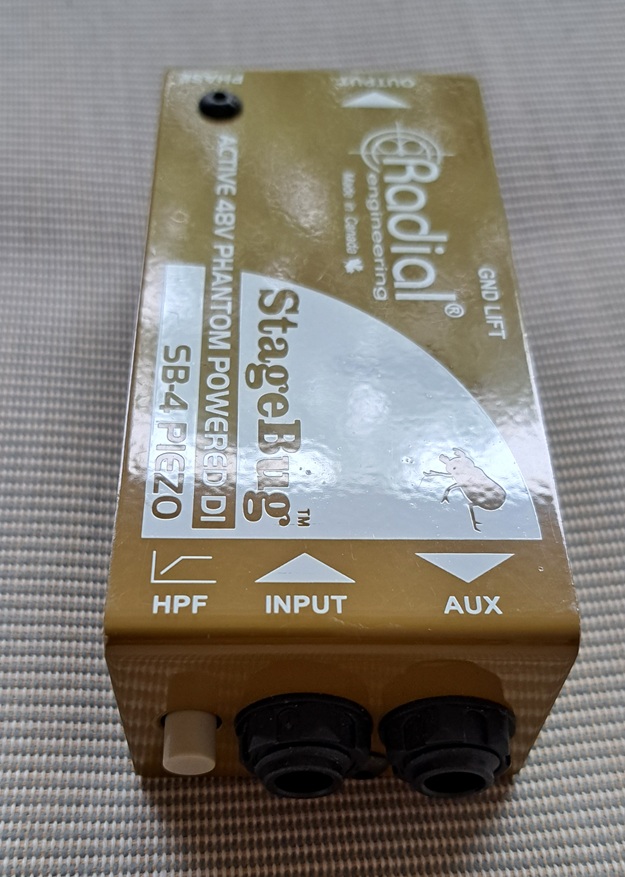 PHASE
OUTPUT
Radial®
engineering
Made in Canada
GND LIFT
ACTIVE 48V PHANTOM POWERED DI
SB-4 PIEZO
StageBug™
HPF
INPUT
AUX